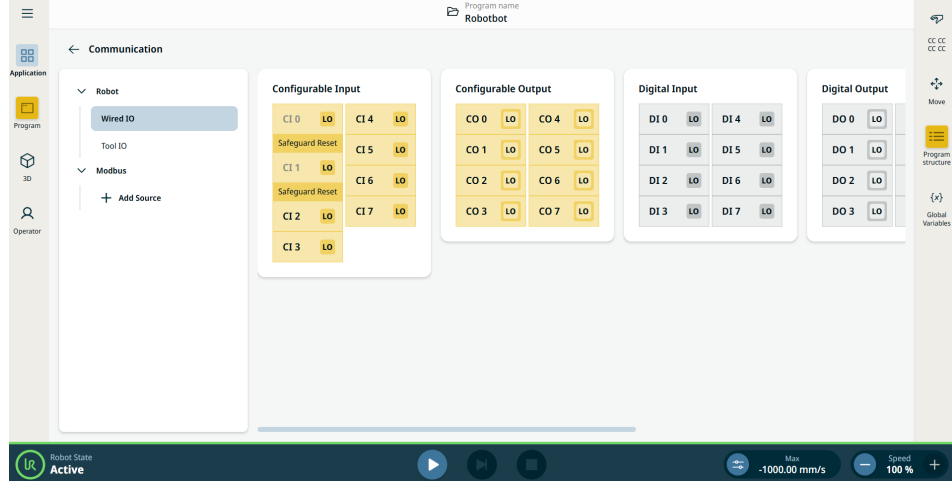 Program name
Robotbot
Application
Program
3D
Operator
Communication
Robot
Wired IO
Tool IO
Modbus
Add Source
Configurable Input
CI 0 LO
Safeguard Reset
CI 1 LO
Safeguard Reset
CI 2 LO
CI 3 LO
CI 4 LO
CI 5 LO
CI 6 LO
CI 7 LO
Configurable Output
CO 0 LO CO 4 LO
CO 1 LO CO 5 LO
CO 2 LO CO 6 LO
CO 3 LO CO 7 LO
Digital Input
DI 0 LO DI 4 LO
DI 1 LO DI 5 LO
DI 2 LO DI 6 LO
DI 3 LO DI 7 LO
Digital Output
DO 0 LO
DO 1 LO
DO 2 LO
DO 3 LO
CC CC
CC CC
Move
Program
structure
{x}
Global
Variables
UR
Robot State
Active
Max
-1000.00 mm/s
Speed
100 %